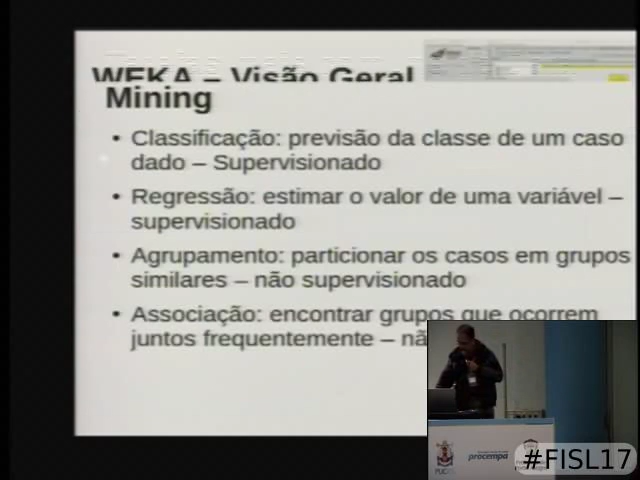 WEKA – Visão Geral
Mining
• Classificação: previsão da classe de um caso
dado – Supervisionado
• Regressão: estimar o valor de uma variável –
supervisionado
• Agrupamento: particionar os casos em grupos
similares – não supervisionado
• Associação: encontrar grupos que ocorrem
juntos frequentemente –
procempa
#FISL17